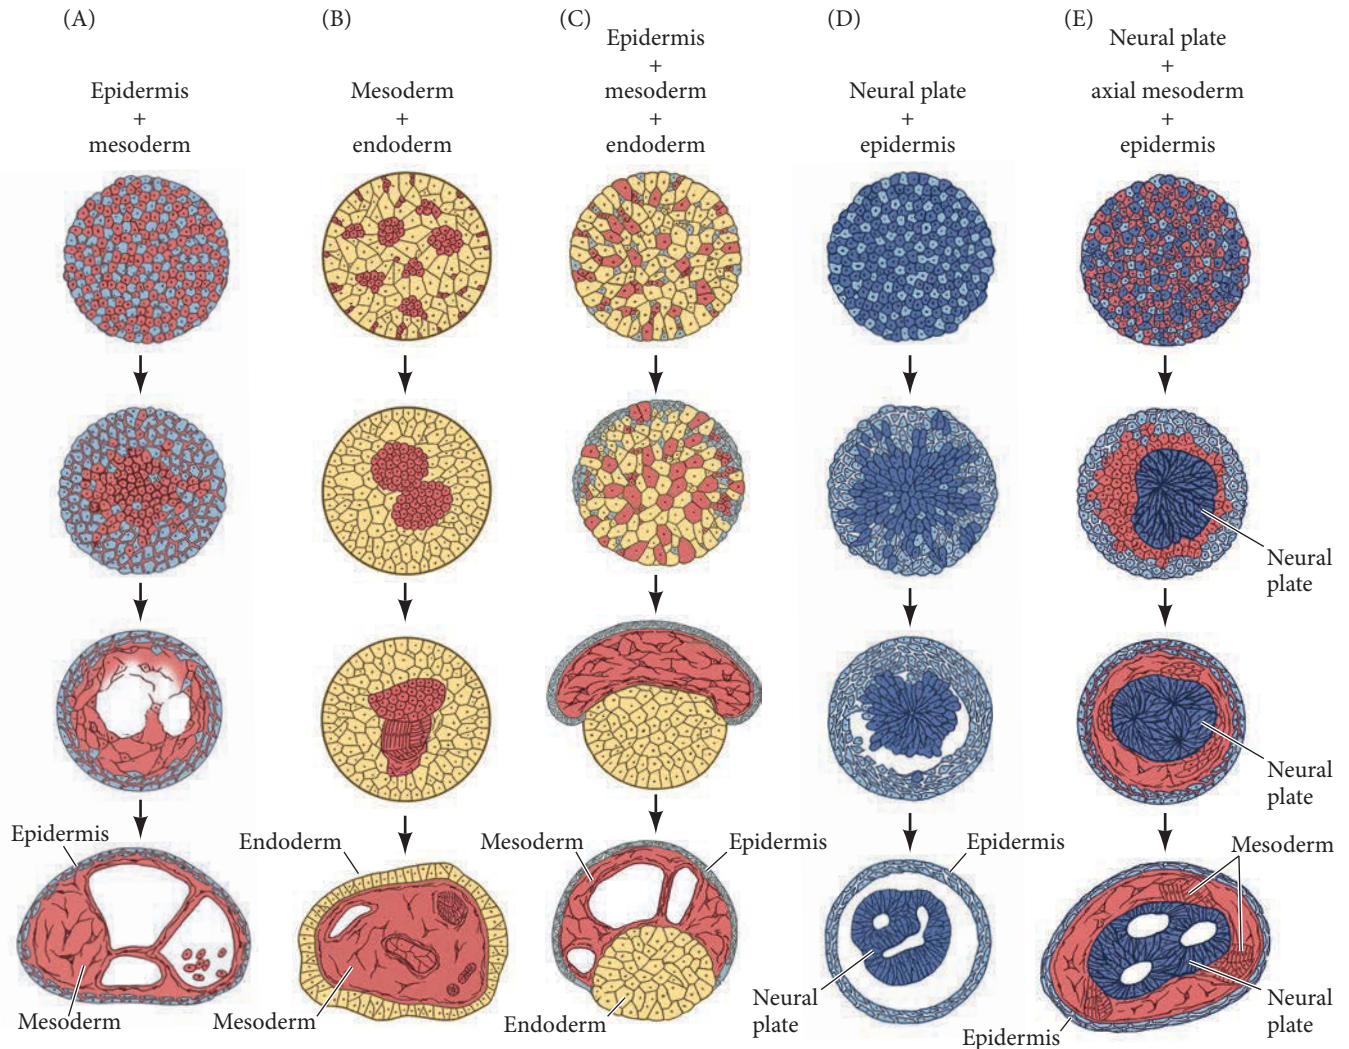 (A)
Epidermis
+
mesoderm
(B)
Mesoderm
+
endoderm
(C)
Epidermis
+
mesoderm
+
endoderm
(D)
Neural plate
+
epidermis
(E)
Neural plate
+
axial mesoderm
+
epidermis
Neural
plate
Neural
plate
Epidermis
Mesoderm
Endoderm
Mesoderm
Mesoderm
Epidermis
Endoderm
Epidermis
Neural
plate
Mesoderm
Neural
plate
Epidermis